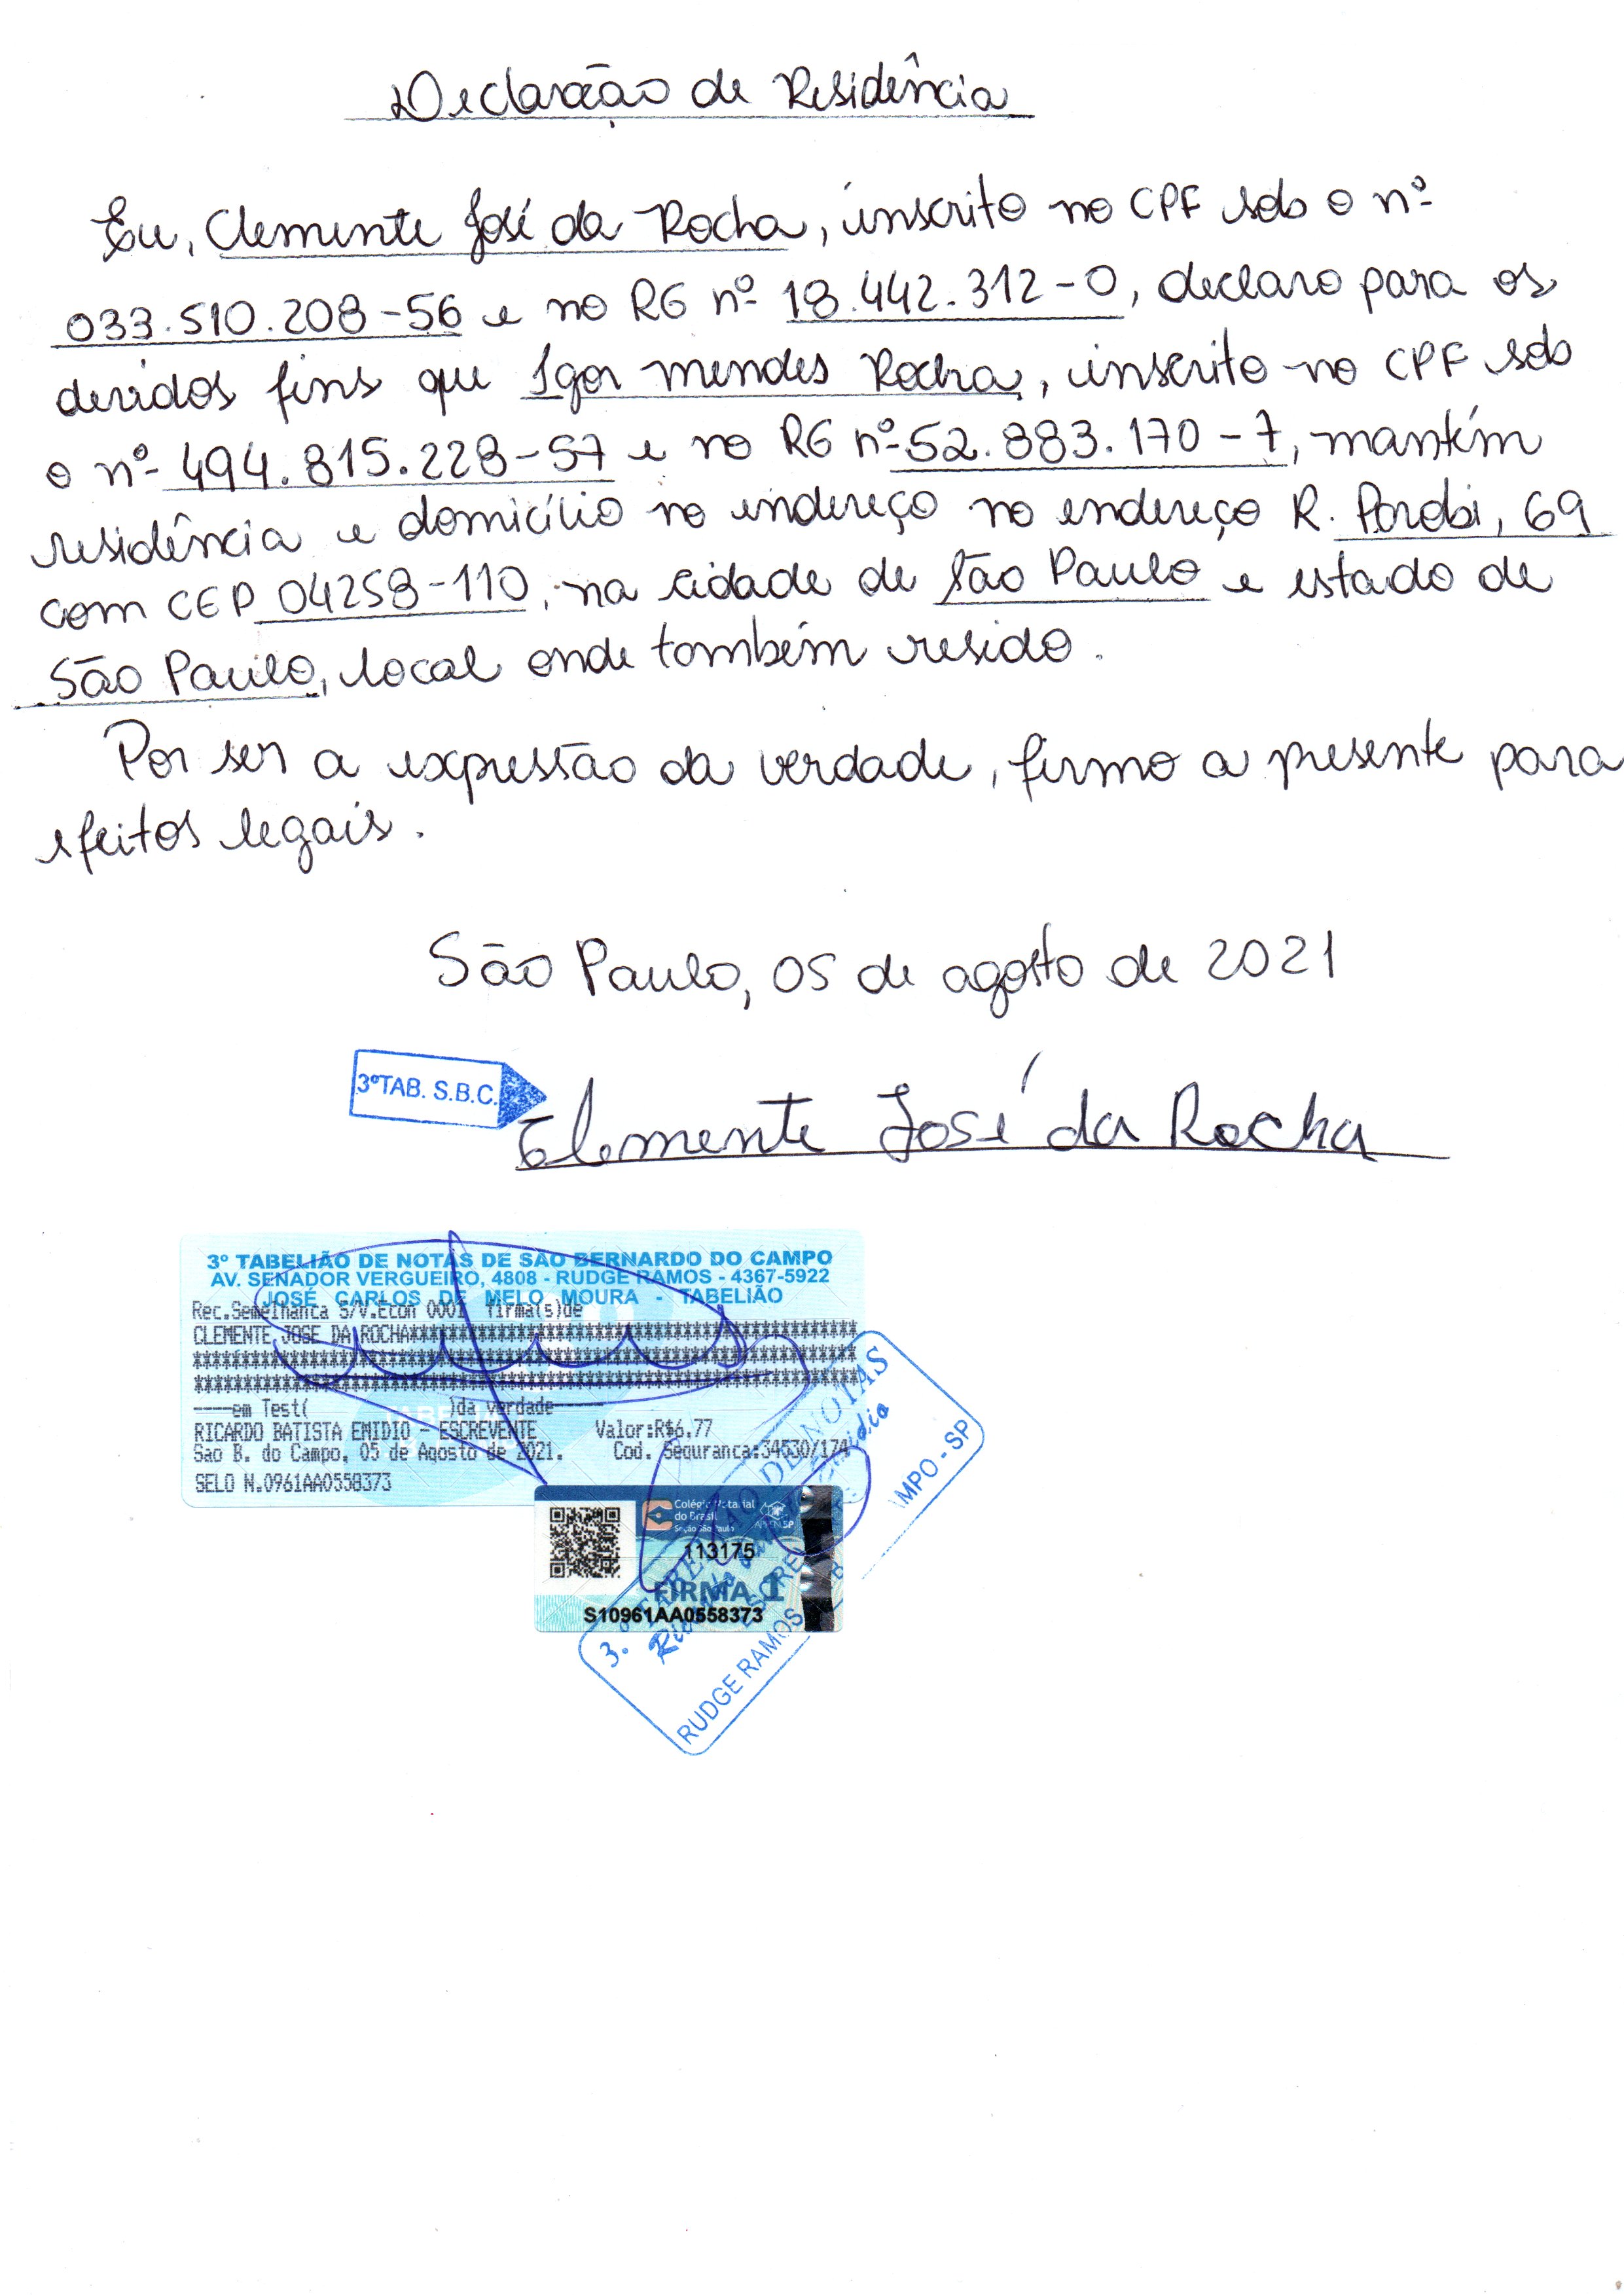 Declaração de Residência
Eu, Clemente José da Rocha, inscrito no CPF sob o nº
033.510.208-56 e no RG nº 18.442.312-0, declaro para os
devidos fins que Igor mendes Rocha, inscrito no CPF sob
o nº 494.815.228-57 e no RG nº 52.883.170-7, mantém
residência e domicílio no endereço no endereço R. Parobi, 69
com CEP 04258-110, na cidade de São Paulo e estado de
São Paulo, local onde também resido.
Por ser a expressão da verdade, firmo a presente para
efeitos legais.
São Paulo, 05 de agosto de 2021
3ºTAB. S.B.C.
Clemente José da Rocha
3º TABELIÃO DE NOTAS DE SÃO BERNARDO DO CAMPO
AV. SENADOR VERGUEIRO, 4808 - RUDGE RAMOS - 4367-5922
JOSÉ CARLOS DE MELO MOURA - TABELIÃO
Rec.Semelhanca S/V.Econ 0001 firma(s)de
CLEMENTE JOSE DA ROCHA
em Test( )da verdade
RICARDO BATISTA EMIDIO - ESCREVENTE Valor:R$6,77
Sao B. do Campo, 05 de Agosto de 2021. Cod. Seguranca:34530/174
SELO N.0961AA0558373
Colégio Notarial
do Brasil
Seção São Paulo
113175
FIRMA 1
S10961AA0558373
3.º TABELIÃO DE NOTAS
RUDGE RAMOS
MPO - SP